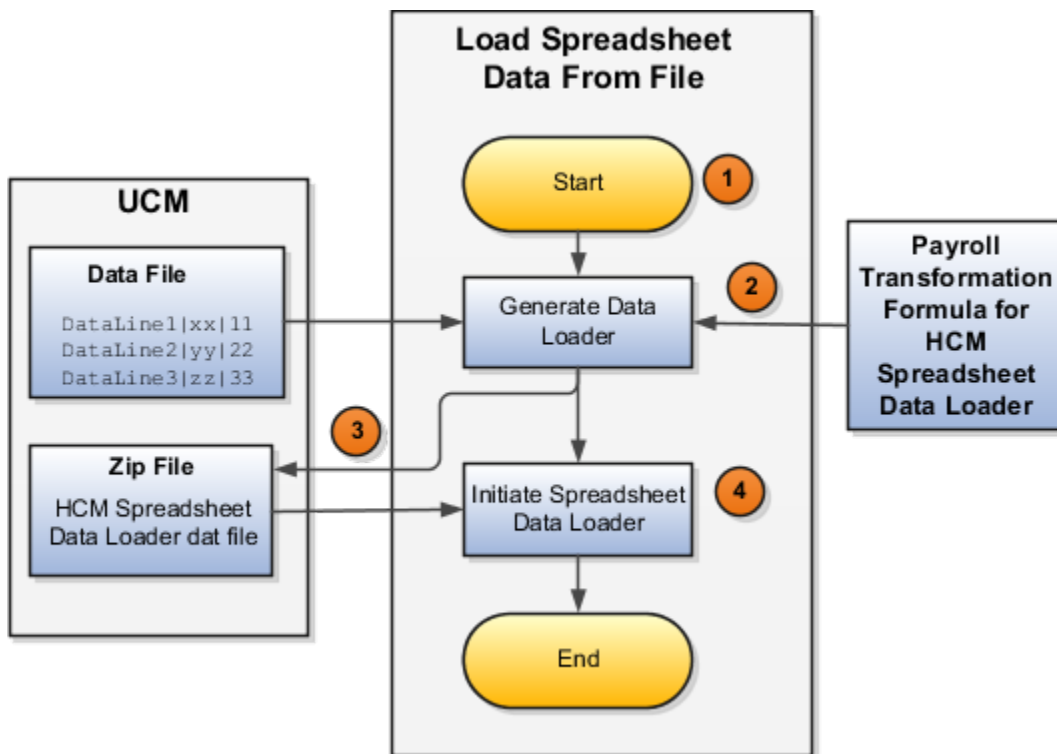 Load Spreadsheet
Data From File
Start
1
UCM
Data File
DataLine1|xx|11
DataLine2|yy|22
DataLine3|zz|33
Generate Data
Loader
2
Payroll
Transformation
Formula for
HCM
Spreadsheet
Data Loader
3
Zip File
HCM Spreadsheet
Data Loader dat file
Initiate Spreadsheet
Data Loader
4
End